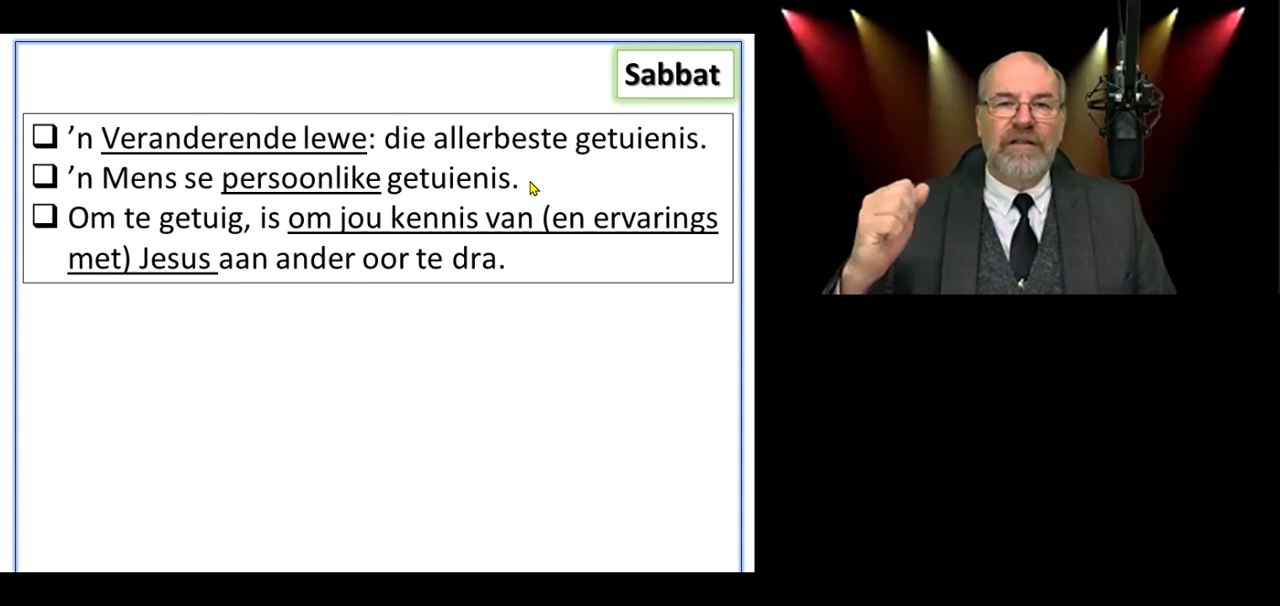 Sabbat
❑ ’n Veranderende lewe: die allerbeste getuienis.
❑ ’n Mens se persoonlike getuienis.
❑ Om te getuig, is om jou kennis van (en ervarings
met) Jesus aan ander oor te dra.